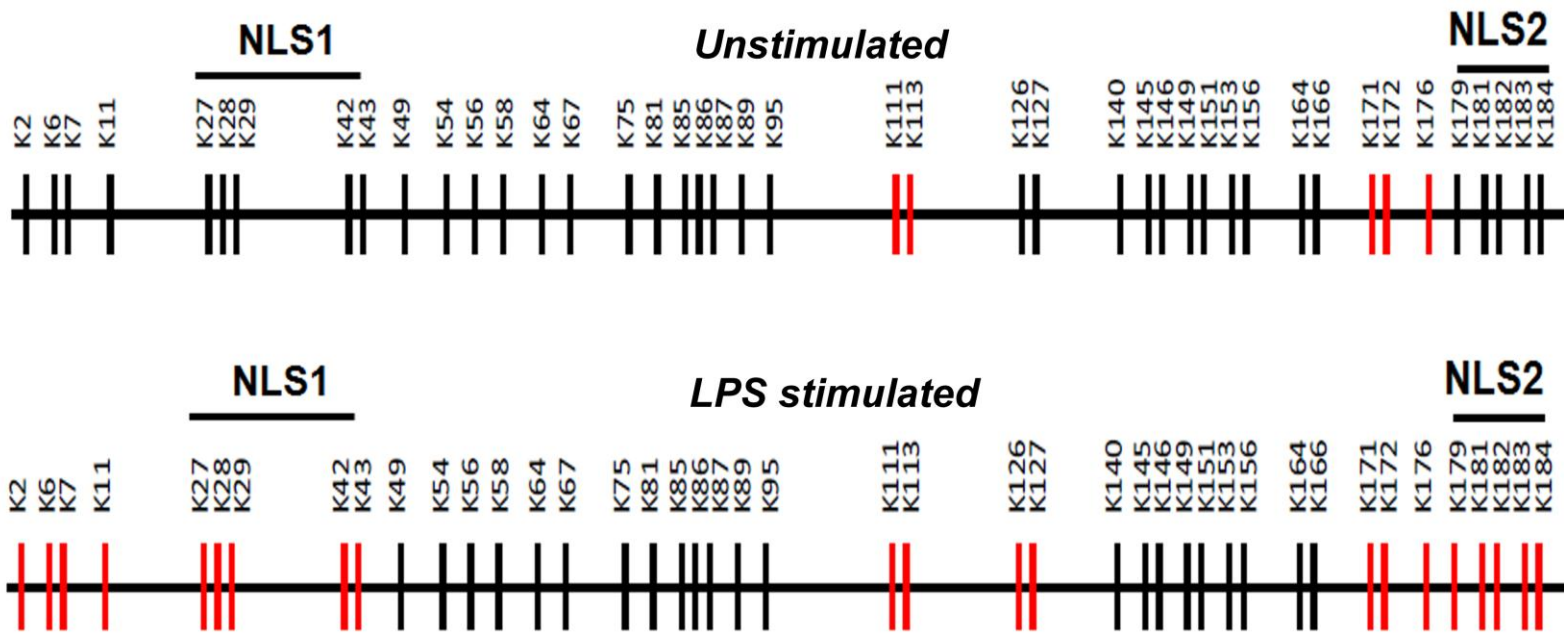 NLS1 Unstimulated NLS2
K2 K6 K7 K11 K27 K28 K29 K42 K43 K49 K54 K56 K58 K64 K67 K75 K81 K85 K86 K87 K89 K95 K111 K113 K126 K127 K140 K145 K146 K149 K151 K153 K156 K164 K166 K171 K172 K176 K179 K181 K182 K183 K184
NLS1 LPS stimulated NLS2
K2 K6 K7 K11 K27 K28 K29 K42 K43 K49 K54 K56 K58 K64 K67 K75 K81 K85 K86 K87 K89 K95 K111 K113 K126 K127 K140 K145 K146 K149 K151 K153 K156 K164 K166 K171 K172 K176 K179 K181 K182 K183 K184